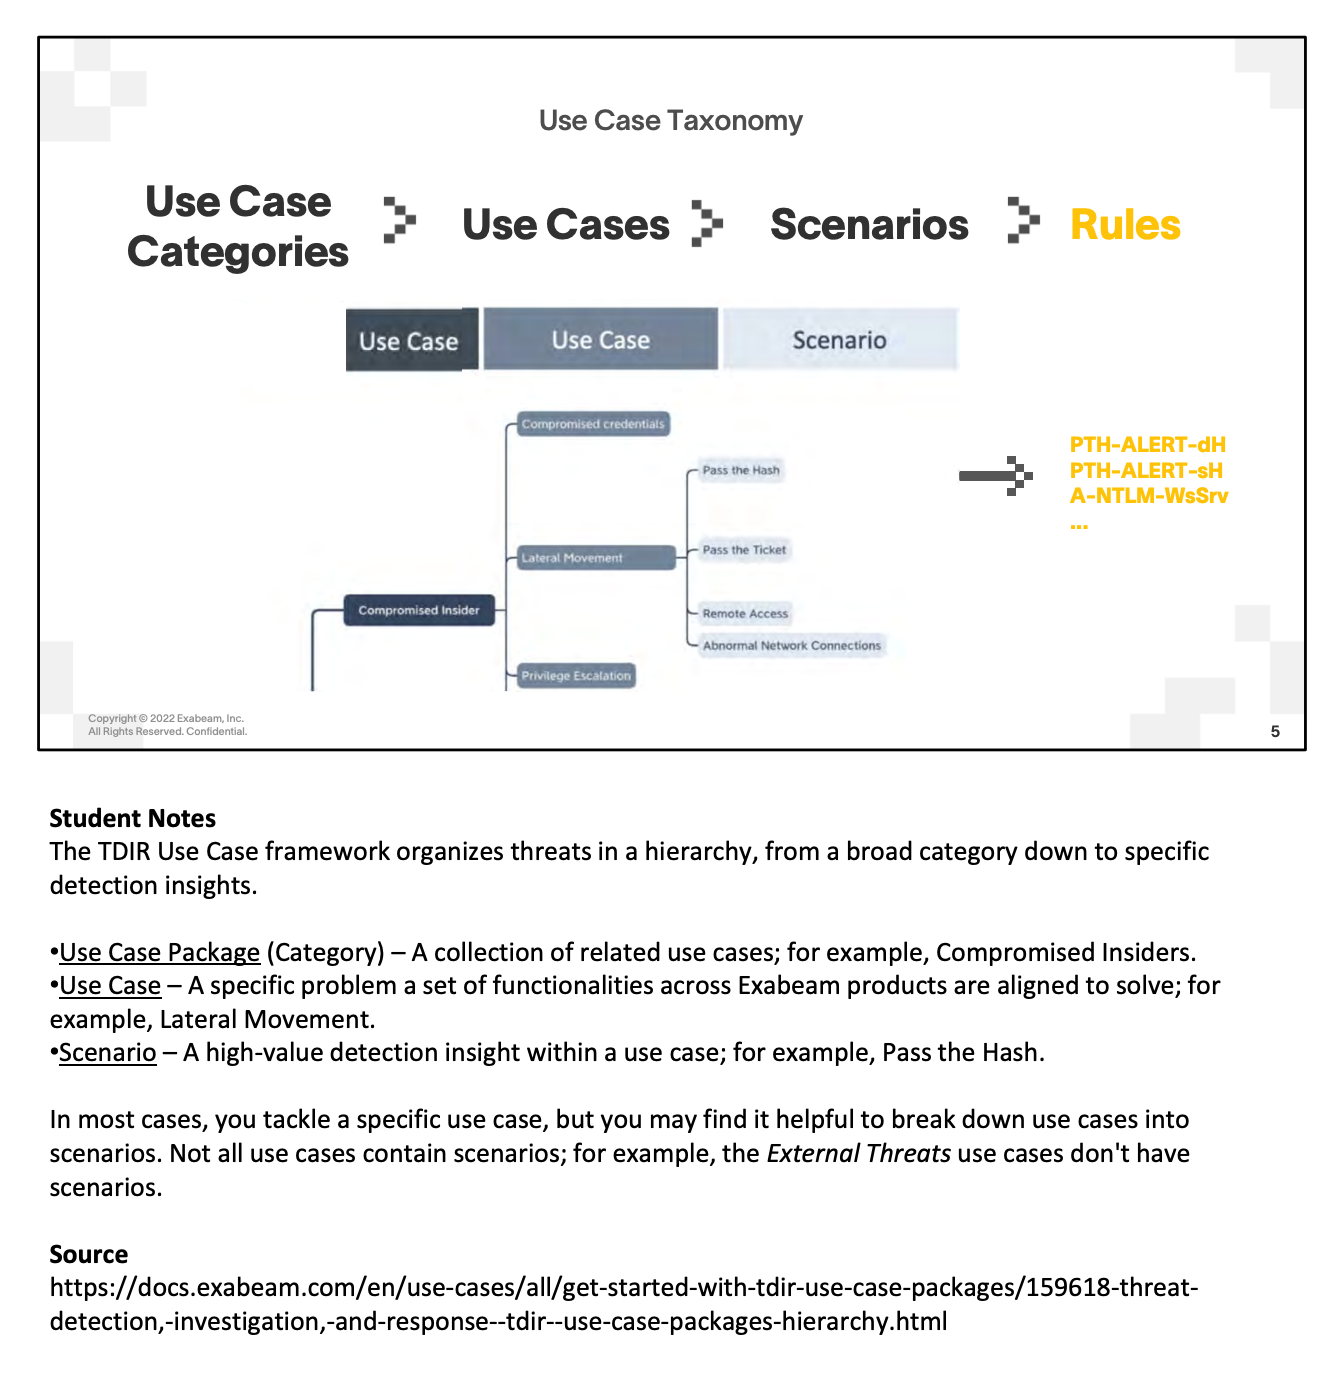 Use Case Taxonomy
Use Case
Categories
Use Cases
Scenarios
Rules
Use Case
Use Case
Scenario
Compromised credentials
Pass the Hash
PTH-ALERT-dH
PTH-ALERT-sH
A-NTLM-WsSrv
...
Lateral Movement
Pass the Ticket
Compromised Insider
Remote Access
Abnormal Network Connections
Privilege Escalation
Copyright © 2022 Exabeam, Inc.
All Rights Reserved. Confidential.
5
Student Notes
The TDIR Use Case framework organizes threats in a hierarchy, from a broad category down to specific
detection insights.
•Use Case Package (Category) – A collection of related use cases; for example, Compromised Insiders.
•Use Case – A specific problem a set of functionalities across Exabeam products are aligned to solve; for
example, Lateral Movement.
•Scenario – A high-value detection insight within a use case; for example, Pass the Hash.
In most cases, you tackle a specific use case, but you may find it helpful to break down use cases into
scenarios. Not all use cases contain scenarios; for example, the External Threats use cases don't have
scenarios.
Source
https://docs.exabeam.com/en/use-cases/all/get-started-with-tdir-use-case-packages/159618-threat-
detection,-investigation,-and-response--tdir--use-case-packages-hierarchy.html